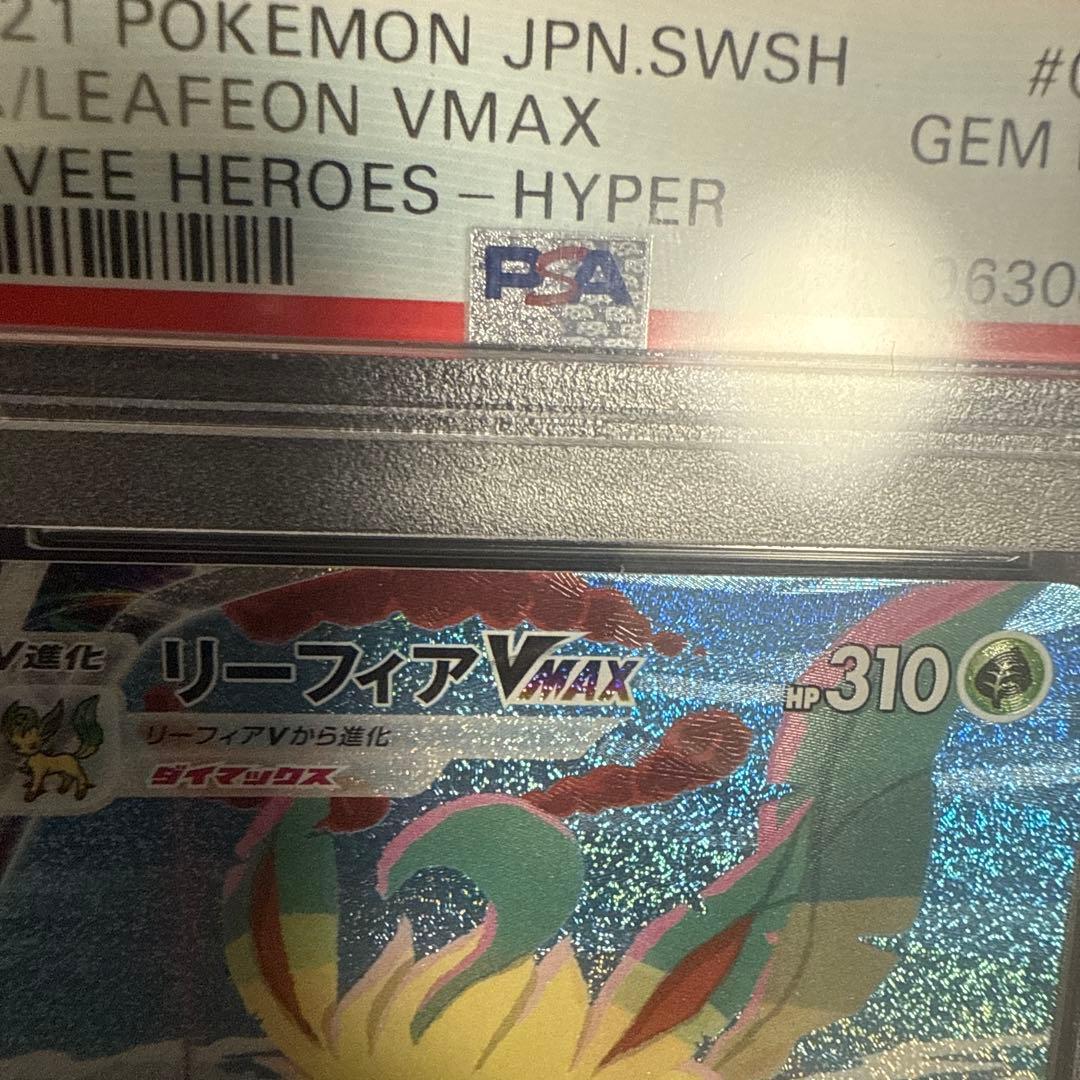 21 POKEMON JPN.SWSH #
/LEAFEON VMAX GEM
VEE HEROES – HYPER
PSA
9630
V進化
リーフィアVMAX
HP310
リーフィアVから進化
ダイマックス